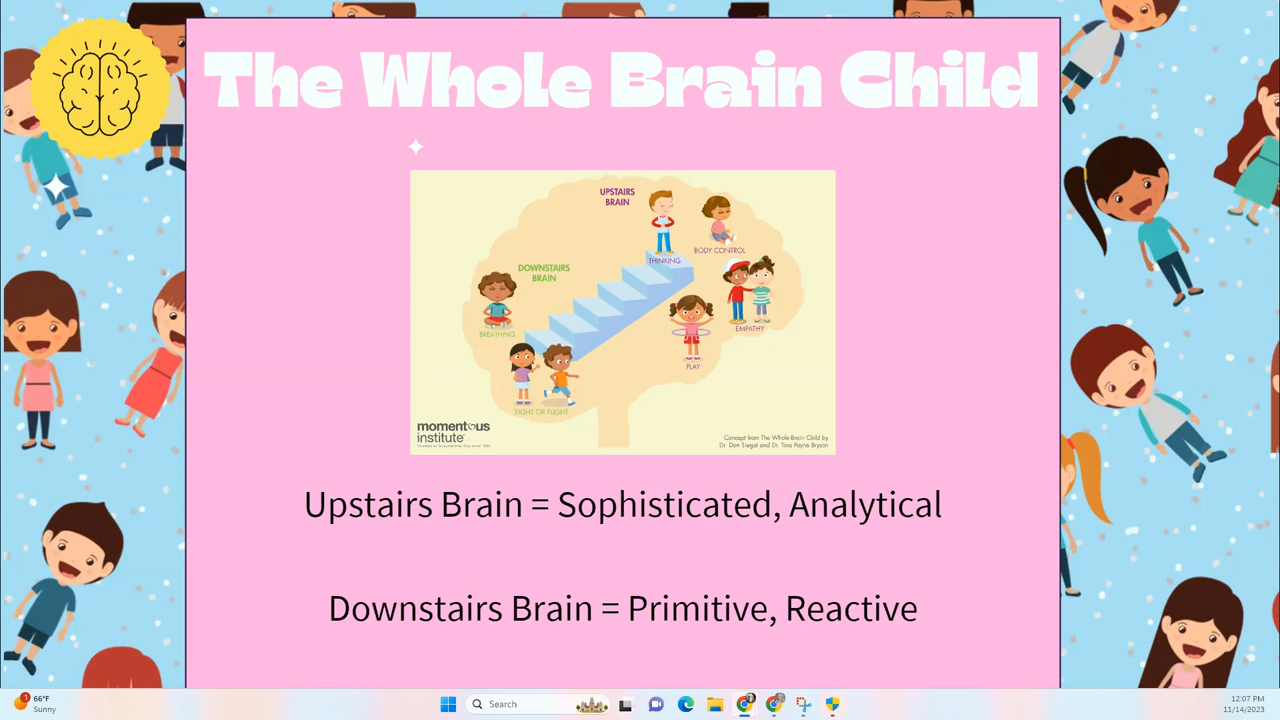 The Whole Brain Child
UPSTAIRS
BRAIN
THINKING
BODY CONTROL
DOWNSTAIRS
BRAIN
BREATHING
EMPATHY
PLAY
FIGHT OR FLIGHT
momentous
institute
Concept from The Whole-Brain Child by
Dr. Dan Siegel and Dr. Tina Payne Bryson
Upstairs Brain = Sophisticated, Analytical
Downstairs Brain = Primitive, Reactive
1
66°F
Sunny
Search
12:07 PM
11/14/2023